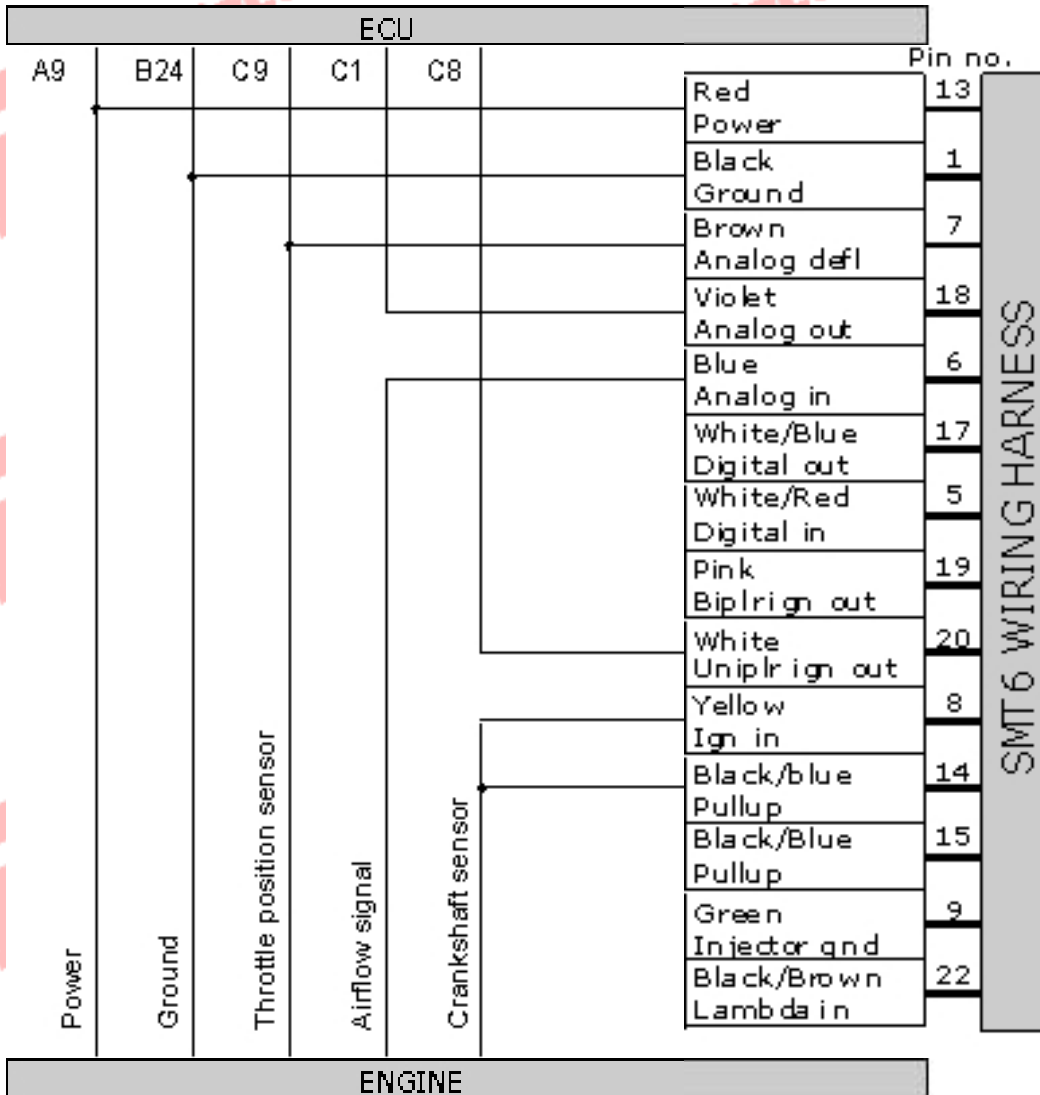 ECU
A9 B24 C9 C1 C8
Pin no.
Red 13
Power
Black 1
Ground
Brown 7
Analog defl
Violet 18
Analog out
Blue 6
Analog in
White/Blue 17
Digital out
White/Red 5
Digital in
Pink 19
Biplrign out
White 20
Uniplrign out
Yellow 8
Ign in
Black/blue 14
Pullup
Black/Blue 15
Pullup
Green 9
Injector gnd
Black/Brown 22
Lambda in
SMT6 WIRING HARNESS
Power
Ground
Throttle position sensor
Airflow signal
Crankshaft sensor
ENGINE